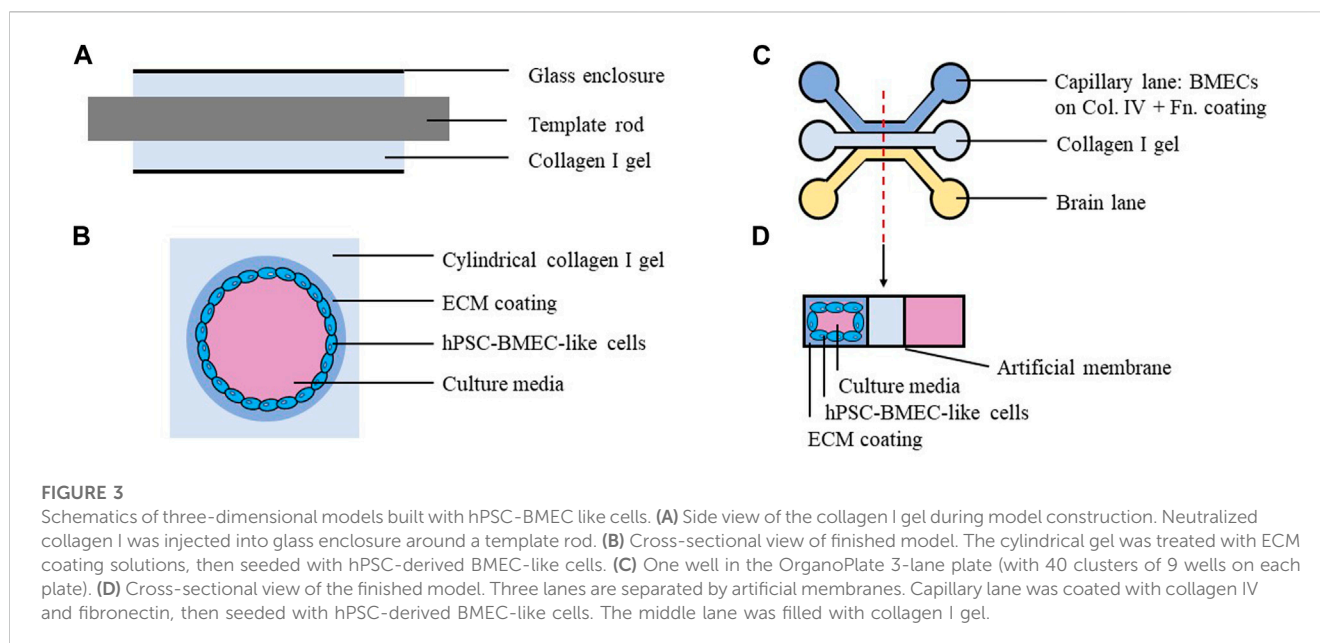 A
Glass enclosure
Template rod
Collagen I gel
B
Cylindrical collagen I gel
ECM coating
hPSC-BMEC-like cells
Culture media
C
Capillary lane: BMECs
on Col. IV + Fn. coating
Collagen I gel
Brain lane
D
Artificial membrane
Culture media
hPSC-BMEC-like cells
ECM coating
FIGURE 3
Schematics of three-dimensional models built with hPSC-BMEC like cells. (A) Side view of the collagen I gel during model construction. Neutralized
collagen I was injected into glass enclosure around a template rod. (B) Cross-sectional view of finished model. The cylindrical gel was treated with ECM
coating solutions, then seeded with hPSC-derived BMEC-like cells. (C) One well in the OrganoPlate 3-lane plate (with 40 clusters of 9 wells on each
plate). (D) Cross-sectional view of the finished model. Three lanes are separated by artificial membranes. Capillary lane was coated with collagen IV
and fibronectin, then seeded with hPSC-derived BMEC-like cells. The middle lane was filled with collagen I gel.